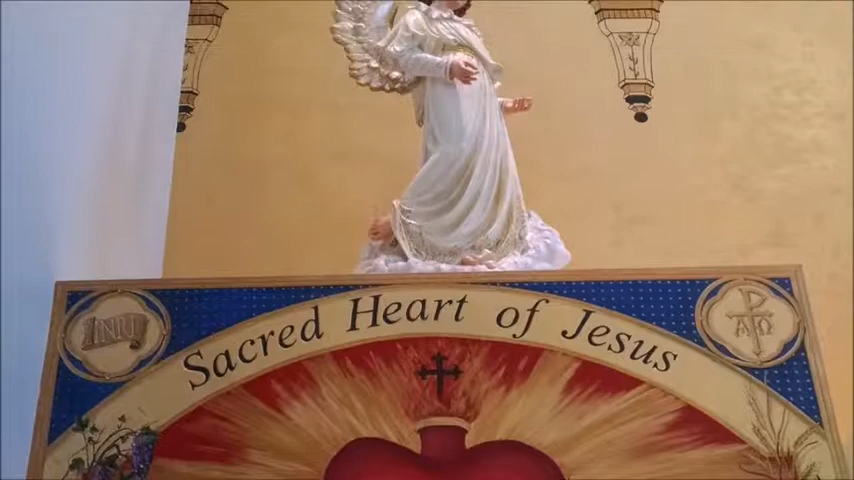 Sacred Heart of Jesus
INRI
Α Ω